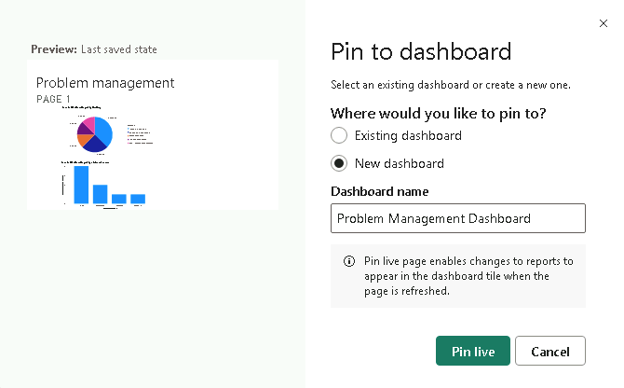 Preview: Last saved state
Problem management
PAGE 1
Pin to dashboard
Select an existing dashboard or create a new one.
Where would you like to pin to?
Existing dashboard
New dashboard
Dashboard name
Problem Management Dashboard
Pin live page enables changes to reports to
appear in the dashboard tile when the
page is refreshed.
Pin live
Cancel